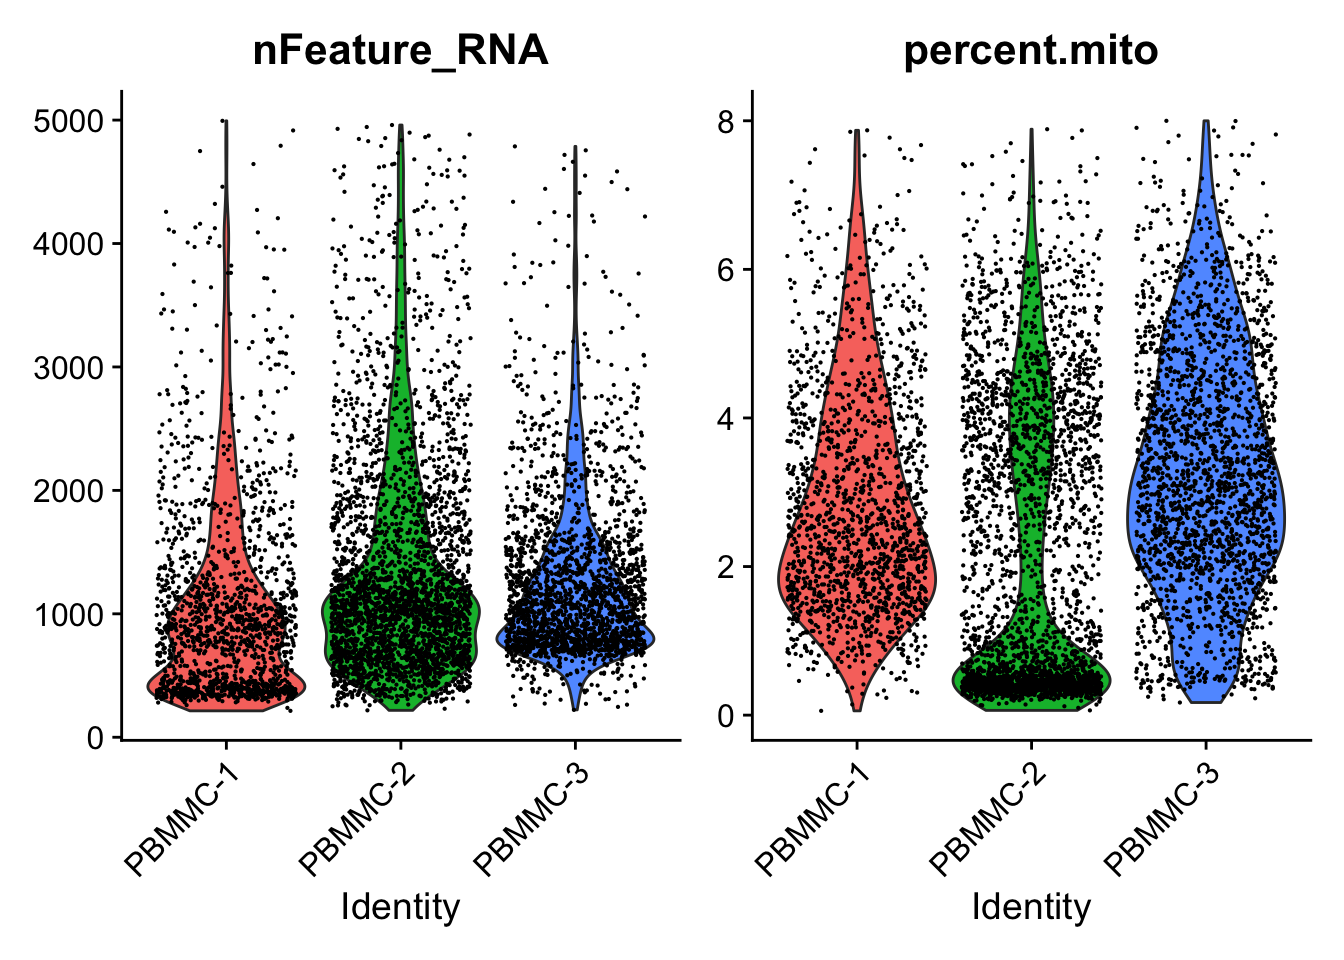 nFeature_RNA
5000
4000
3000
2000
1000
0
PBMMC-1
PBMMC-2
PBMMC-3
Identity
percent.mito
8
6
4
2
0
PBMMC-1
PBMMC-2
PBMMC-3
Identity